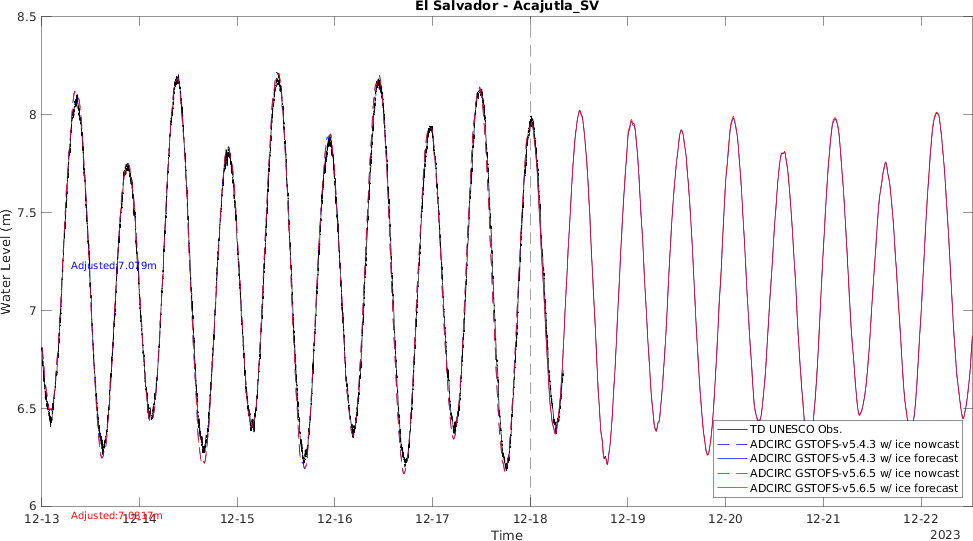 El Salvador - Acajutla_SV
8.5
8
7.5
7
6.5
6
Water Level (m)
Adjusted:7.079m
Adjusted:7.0817m
TD UNESCO Obs.
ADCIRC GSTOFS-v5.4.3 w/ ice nowcast
ADCIRC GSTOFS-v5.4.3 w/ ice forecast
ADCIRC GSTOFS-v5.6.5 w/ ice nowcast
ADCIRC GSTOFS-v5.6.5 w/ ice forecast
12-13 12-14 12-15 12-16 12-17 12-18 12-19 12-20 12-21 12-22
Time
2023